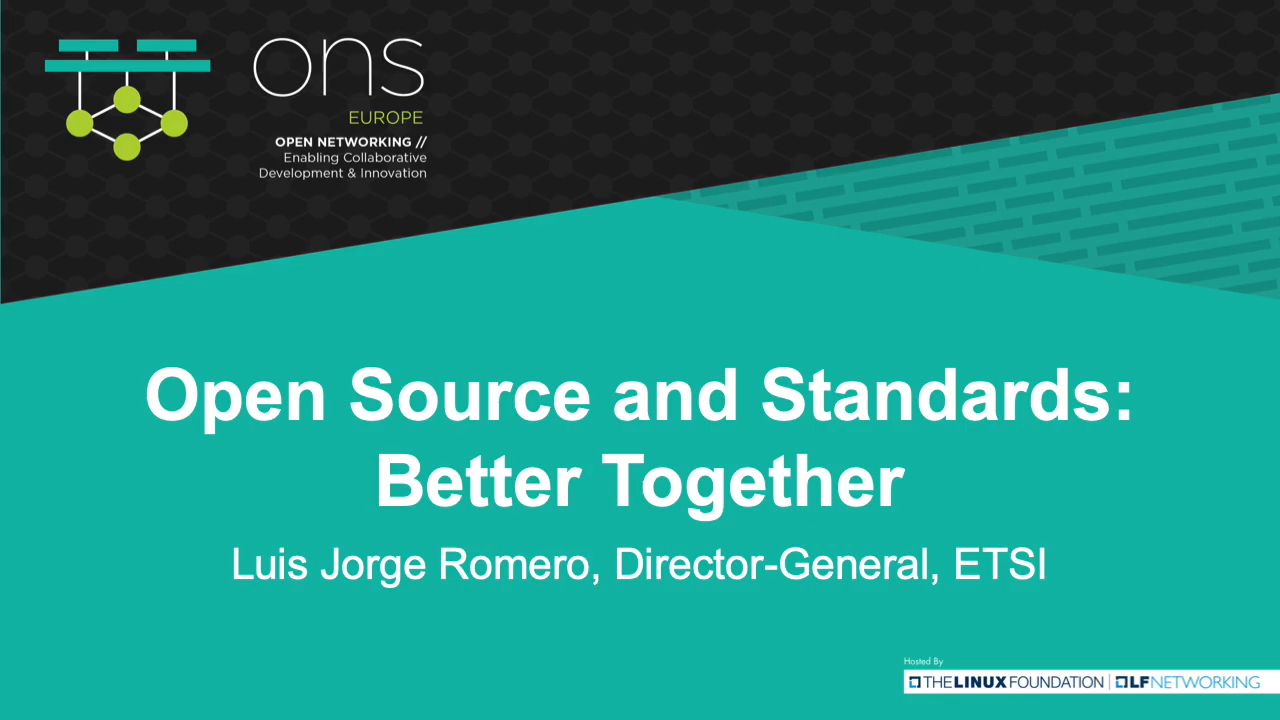 ons
EUROPE
OPEN NETWORKING //
Enabling Collaborative
Development & Innovation
Open Source and Standards:
Better Together
Luis Jorge Romero, Director-General, ETSI
Hosted By
THE LINUX FOUNDATION | LF NETWORKING